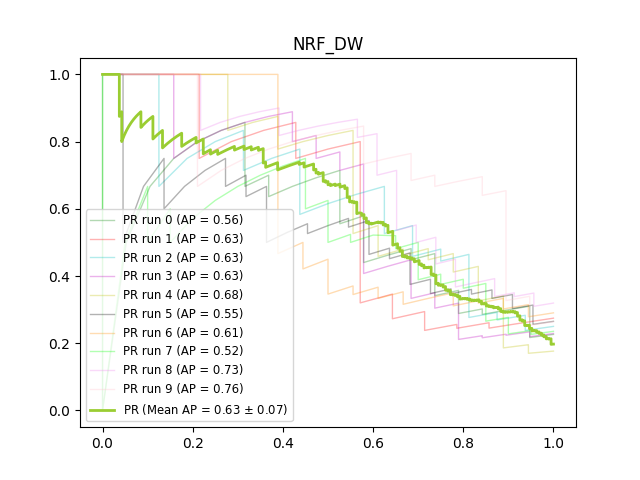 NRF_DW
1.0
0.8
0.6
0.4
0.2
0.0
PR run 0 (AP = 0.56)
PR run 1 (AP = 0.63)
PR run 2 (AP = 0.63)
PR run 3 (AP = 0.63)
PR run 4 (AP = 0.68)
PR run 5 (AP = 0.55)
PR run 6 (AP = 0.61)
PR run 7 (AP = 0.52)
PR run 8 (AP = 0.73)
PR run 9 (AP = 0.76)
PR (Mean AP = 0.63 ± 0.07)
0.0 0.2 0.4 0.6 0.8 1.0